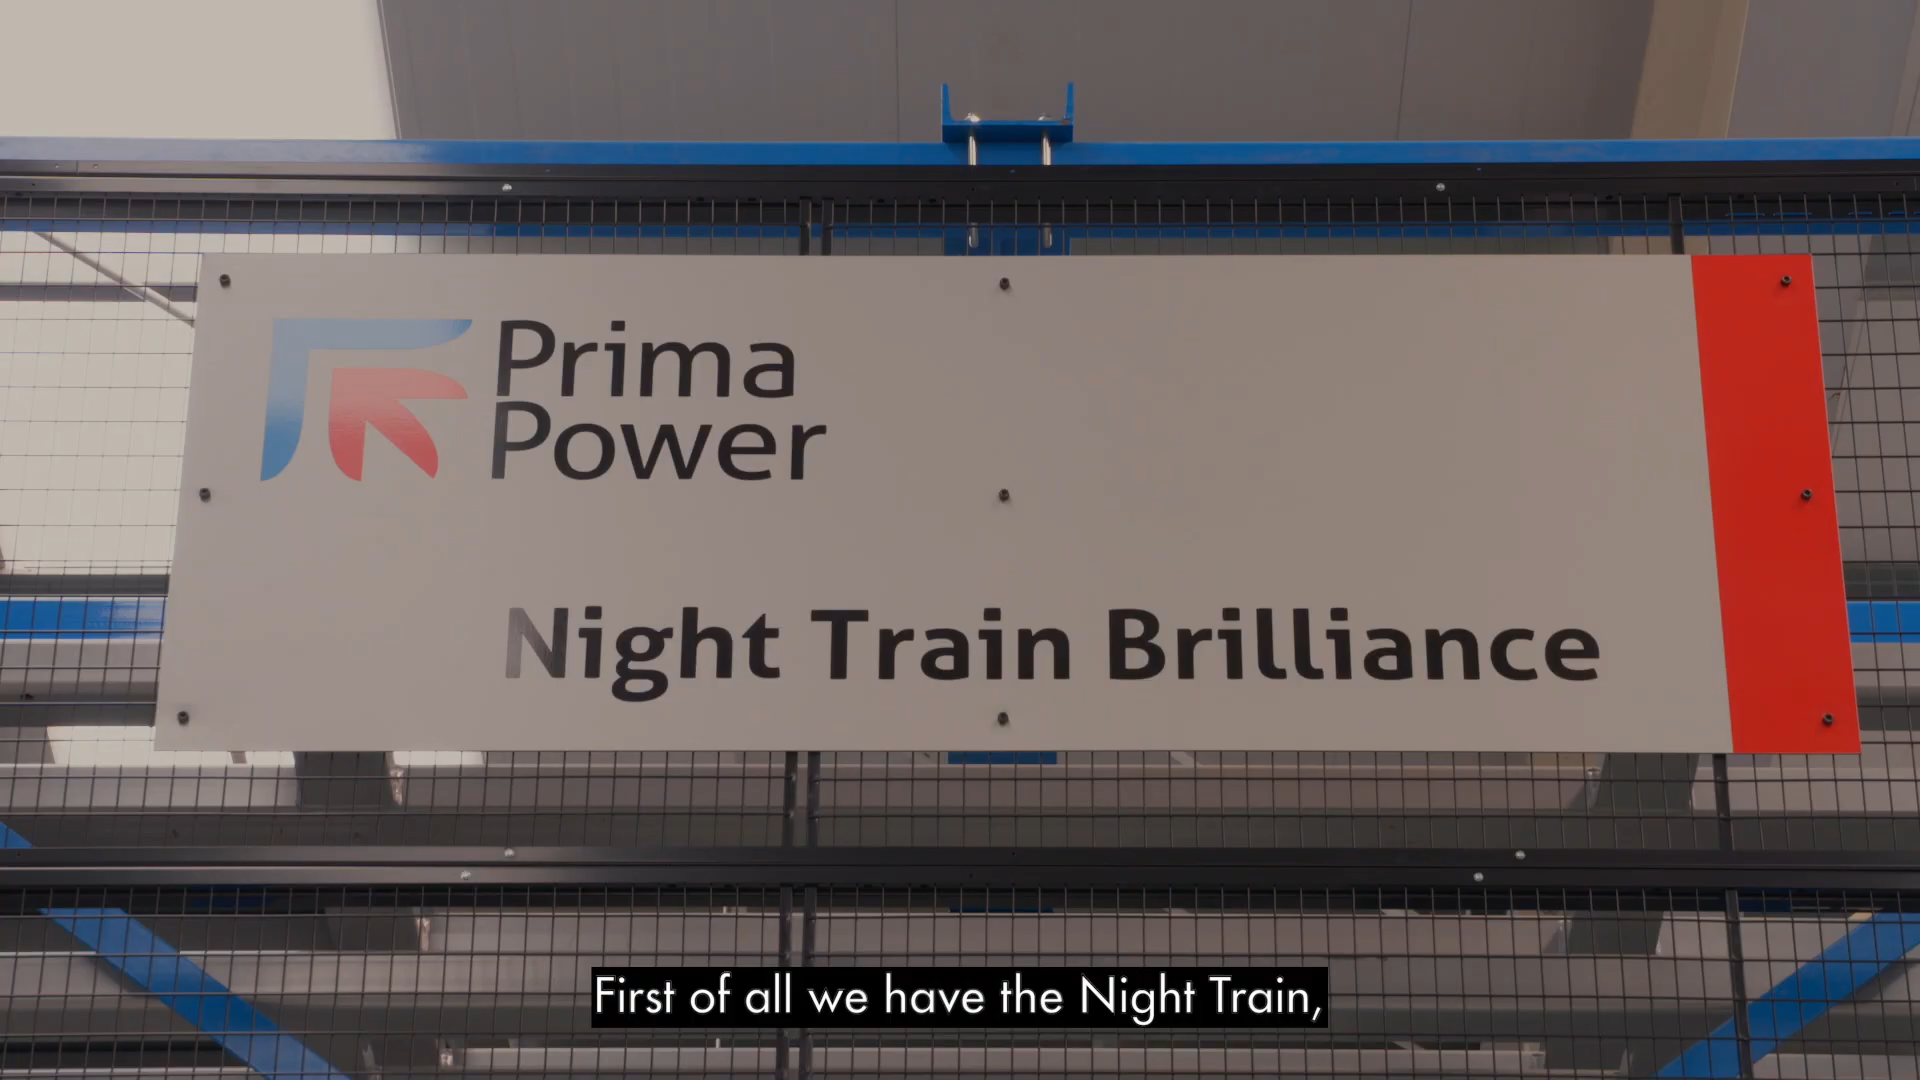 Prima
Power
Night Train Brilliance
First of all we have the Night Train,